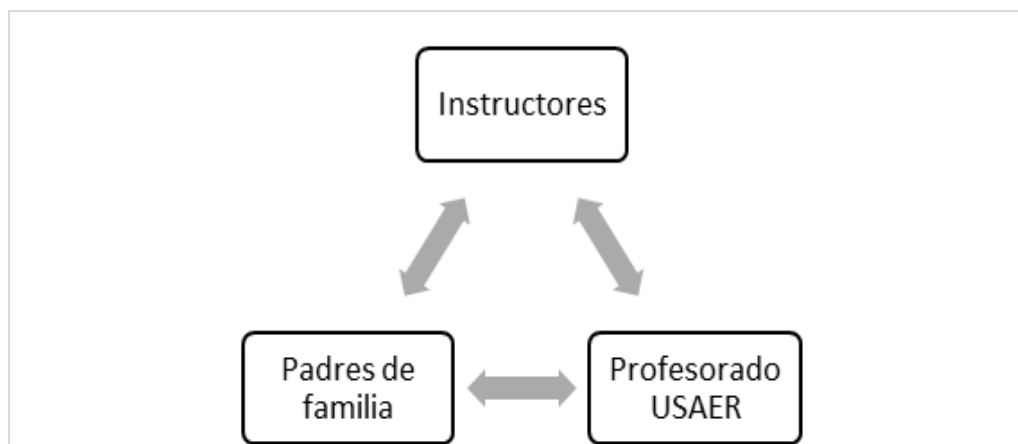 Instructores
Padres de
familia
Profesorado
USAER